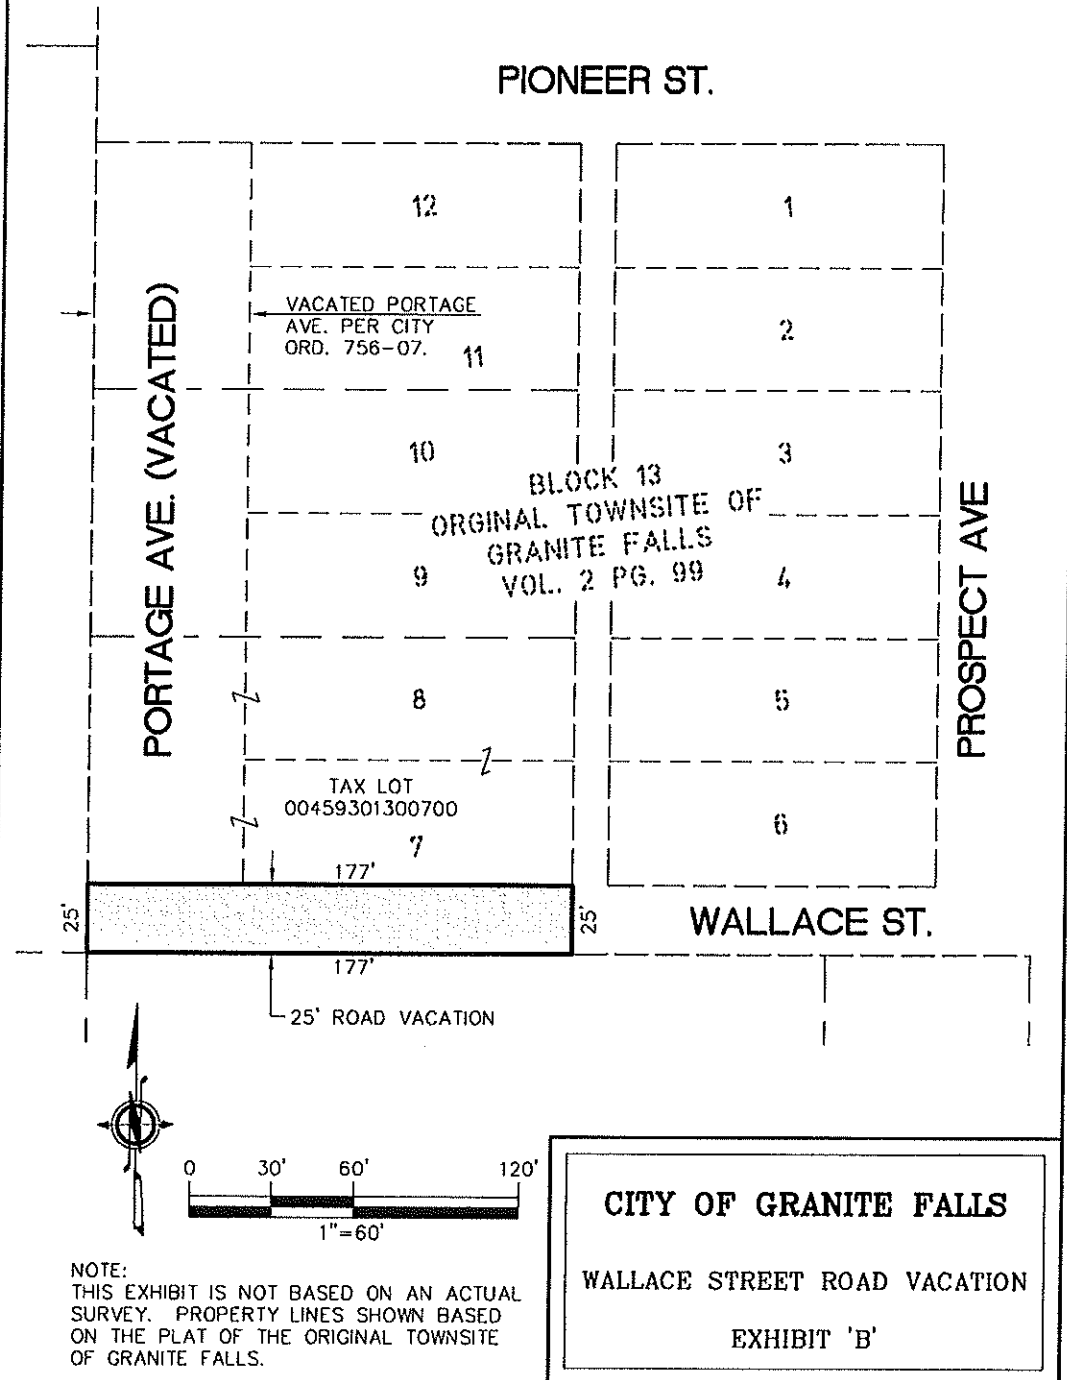 PIONEER ST.
12
1
VACATED PORTAGE
AVE. PER CITY
ORD. 756-07.
11
2
PORTAGE AVE. (VACATED)
10
3
BLOCK 13
ORGINAL TOWNSITE OF
GRANITE FALLS
VOL. 2 PG. 99
9
4
PROSPECT AVE
8
5
TAX LOT
00459301300700
7
6
177'
25'
25'
WALLACE ST.
177'
25' ROAD VACATION
0 30' 60' 120'
1"=60'
NOTE:
THIS EXHIBIT IS NOT BASED ON AN ACTUAL
SURVEY. PROPERTY LINES SHOWN BASED
ON THE PLAT OF THE ORIGINAL TOWNSITE
OF GRANITE FALLS.
CITY OF GRANITE FALLS
WALLACE STREET ROAD VACATION
EXHIBIT 'B'